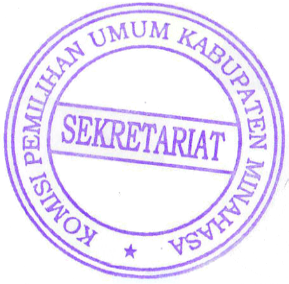 KOMISI PEMILIHAN UMUM KABUPATEN MINAHASA
SEKRETARIAT